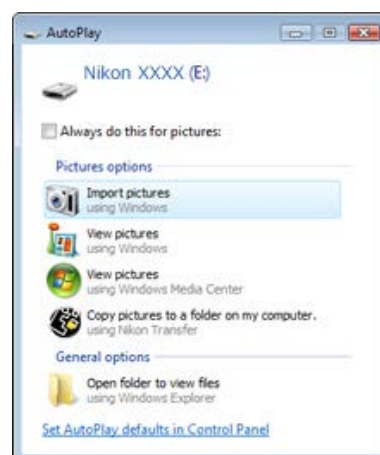 AutoPlay
Nikon XXXX (E:)
Always do this for pictures:
Pictures options
Import pictures
using Windows
View pictures
using Windows
View pictures
using Windows Media Center
Copy pictures to a folder on my computer.
using Nikon Transfer
General options
Open folder to view files
using Windows Explorer
Set AutoPlay defaults in Control Panel